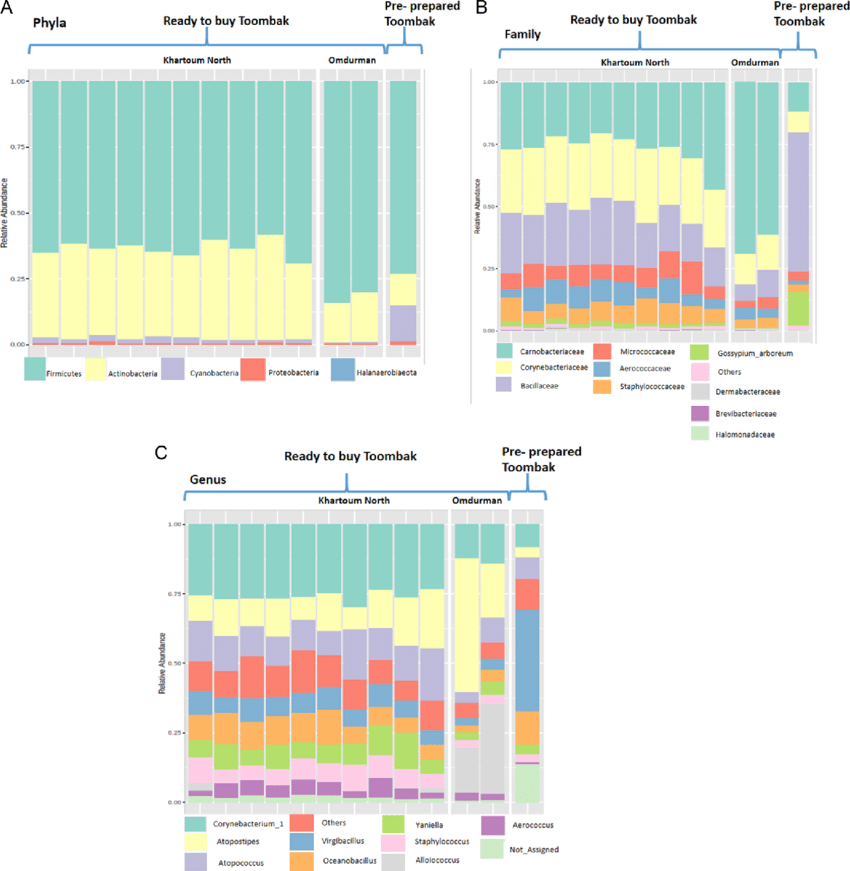 A
Phyla
Ready to buy Toombak
Pre- prepared
Toombak
Khartoum North
Omdurman
1.00
0.75
0.50
0.25
0.00
Relative Abundance
Firmicutes
Actinobacteria
Cyanobacteria
Proteobacteria
Halanaerobiaeota
B
Family
Ready to buy Toombak
Pre- prepared
Toombak
Khartoum North
Omdurman
1.00
0.75
0.50
0.25
0.00
Relative Abundance
Carnobacteriaceae
Micrococcaceae
Gossypium_arboreum
Corynebacteriaceae
Aerococcaceae
Others
Bacillaceae
Staphylococcaceae
Dermabacteraceae
Brevibacteriaceae
Halomonadaceae
C
Genus
Ready to buy Toombak
Pre- prepared
Toombak
Khartoum North
Omdurman
1.00
0.75
0.50
0.25
0.00
Relative Abundance
Corynebacterium_1
Others
Yaniella
Aerococcus
Atopostipes
Virgibacillus
Staphylococcus
Not_Assigned
Atopococcus
Oceanobacillus
Alloiococcus